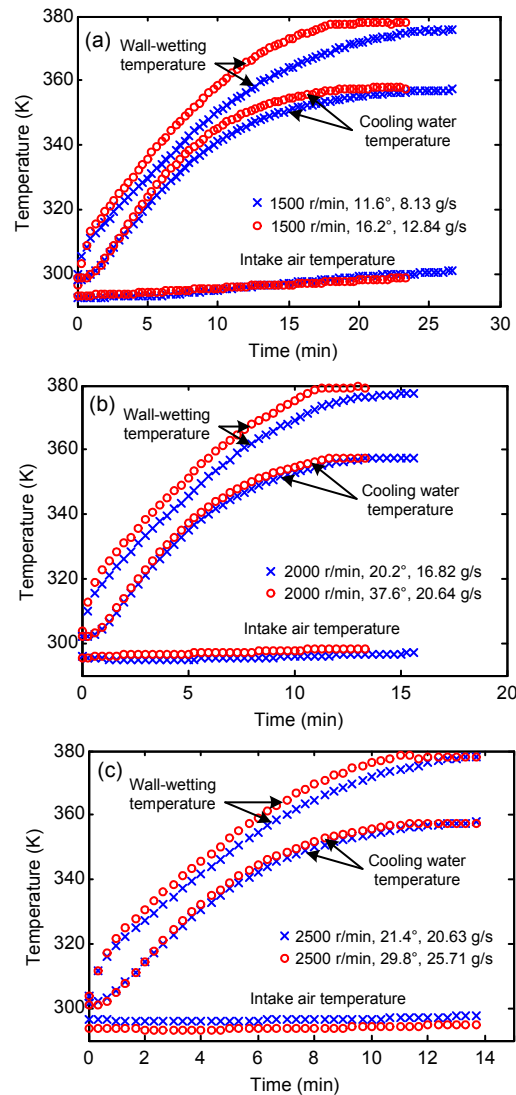 380
(a)
Wall-wetting
temperature
360
Cooling water
temperature
340
Temperature (K)
320
1500 r/min, 11.6°, 8.13 g/s
1500 r/min, 16.2°, 12.84 g/s
Intake air temperature
300
0 5 10 15 20 25 30
Time (min)
380
(b)
Wall-wetting
temperature
360
Cooling water
temperature
340
Temperature (K)
320
2000 r/min, 20.2°, 16.82 g/s
2000 r/min, 37.6°, 20.64 g/s
Intake air temperature
300
0 5 10 15 20
Time (min)
380
(c)
Wall-wetting
temperature
360
Cooling water
temperature
340
Temperature (K)
320
2500 r/min, 21.4°, 20.63 g/s
2500 r/min, 29.8°, 25.71 g/s
Intake air temperature
300
0 2 4 6 8 10 12 14
Time (min)